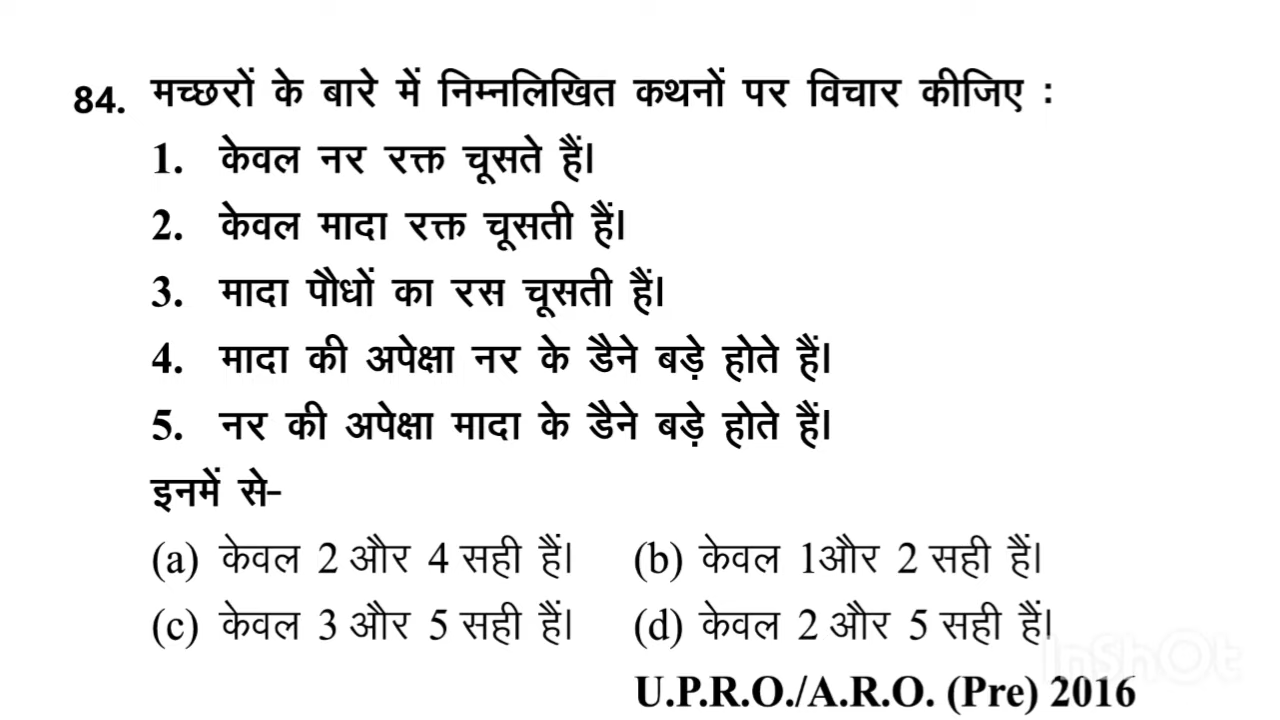 84. मच्छरों के बारे में निम्नलिखित कथनों पर विचार कीजिए :
1. केवल नर रक्त चूसते हैं।
2. केवल मादा रक्त चूसती हैं।
3. मादा पौधों का रस चूसती हैं।
4. मादा की अपेक्षा नर के डैने बड़े होते हैं।
5. नर की अपेक्षा मादा के डैने बड़े होते हैं।
इनमें से-
(a) केवल 2 और 4 सही हैं। (b) केवल 1और 2 सही हैं।
(c) केवल 3 और 5 सही हैं। (d) केवल 2 और 5 सही हैं।
InShOt
U.P.R.O./A.R.O. (Pre) 2016